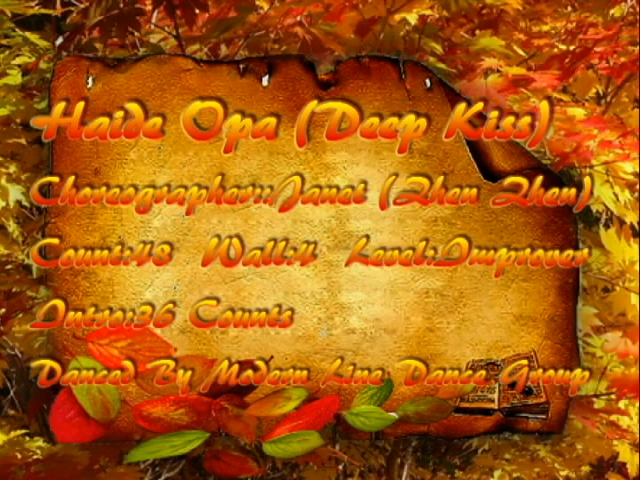 Haide Opa (Deep Kiss)
Choreographer::Janet (Zhen Zhen)
Count:48 Wall:4 Level:Improver
Intro:36 Counts
Danced By Modern Line Dance Group